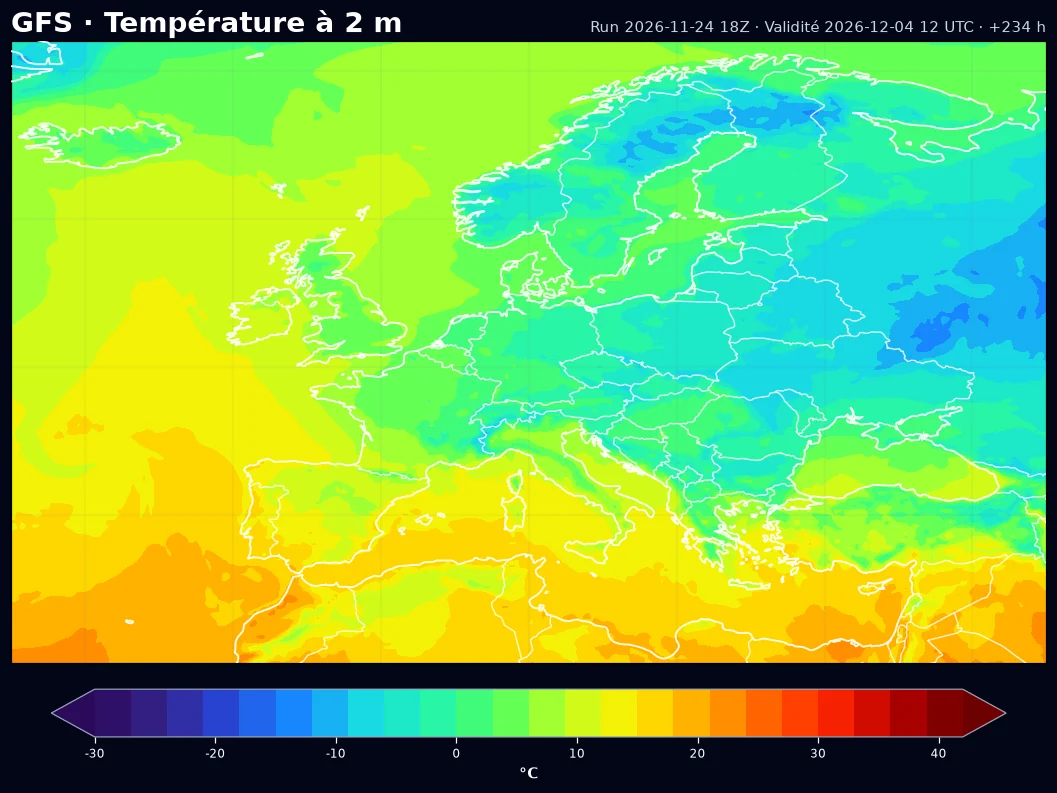 GFS · Température à 2 m
Run 2026-11-24 18Z · Validité 2026-12-04 12 UTC · +234 h
-30 -20 -10 0 10 20 30 40
°C